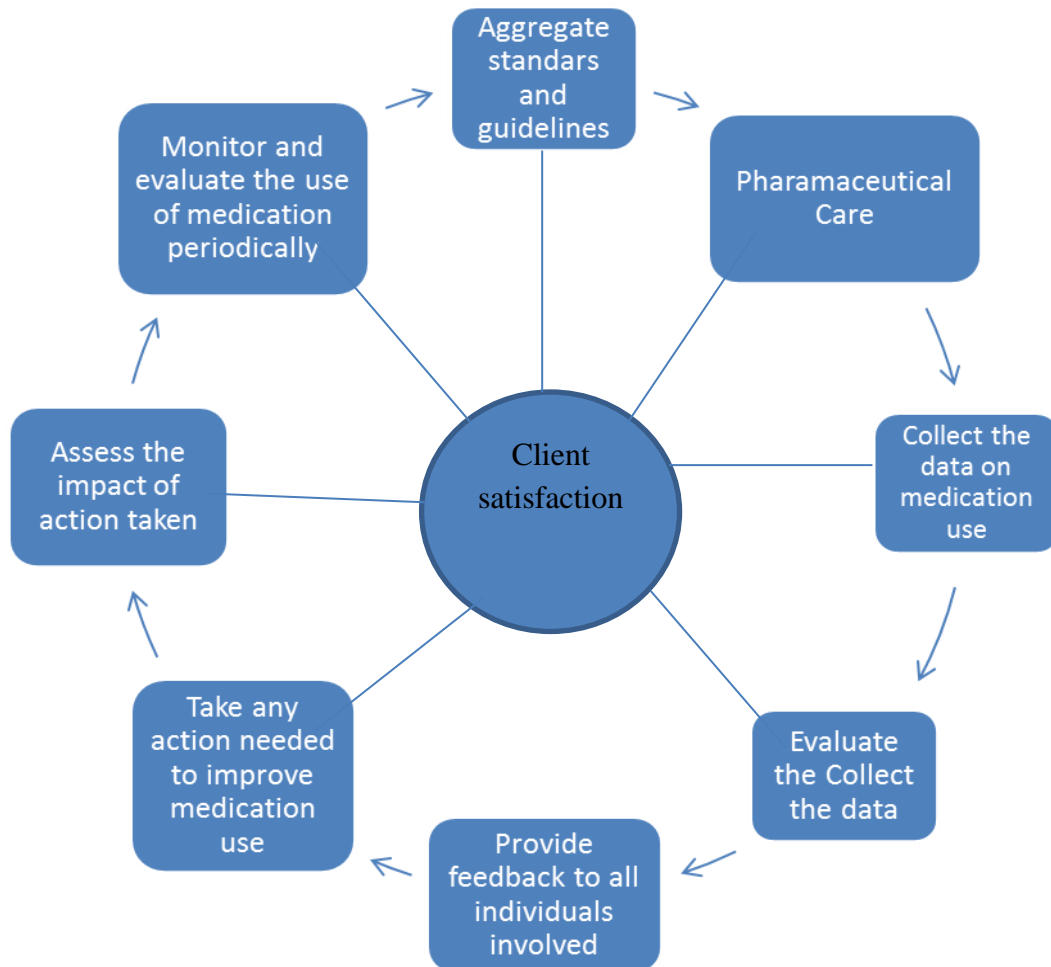 Aggregate
standars
and
guidelines
Pharamaceutical
Care
Collect the
data on
medication
use
Evaluate
the Collect
the data
Provide
feedback to all
individuals
involved
Take any
action needed
to improve
medication
use
Assess the
impact of
action taken
Monitor and
evaluate the use
of medication
periodically
Client
satisfaction